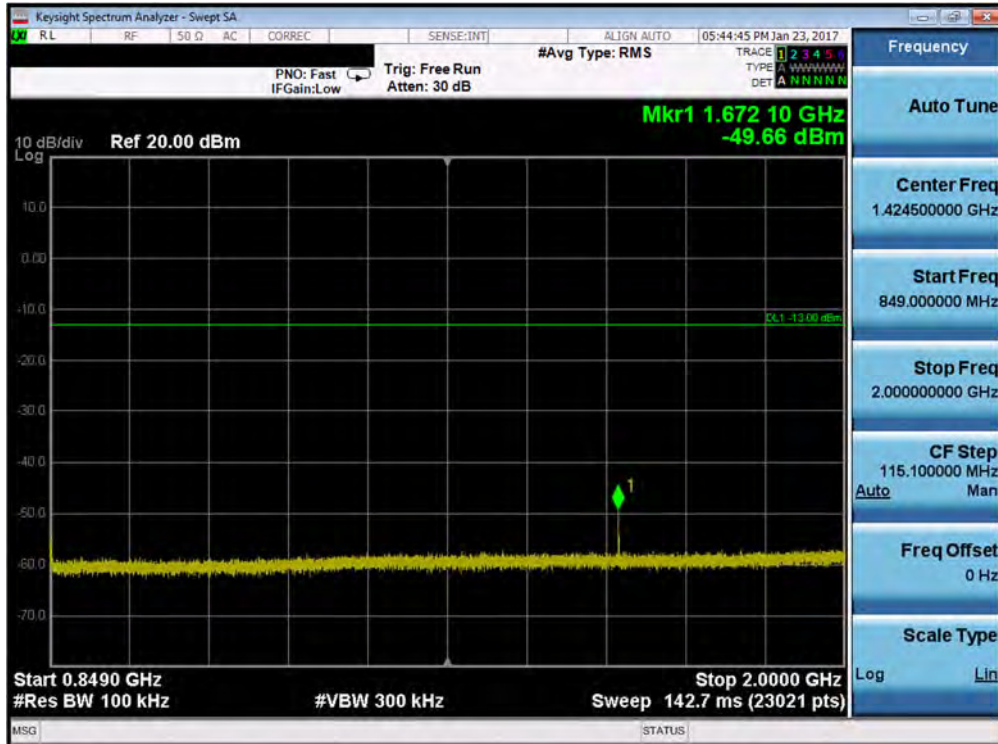 Keysight Spectrum Analyzer - Swept SA
LXI RL RF 50 Ω AC CORREC SENSE:INT ALIGN AUTO 05:44:45 PM Jan 23, 2017
PNO: Fast
IFGain:Low
Trig: Free Run
Atten: 30 dB
#Avg Type: RMS
TRACE 1 2 3 4 5 6
TYPE A WWWWW
DET A N N N N N
Mkr1 1.672 10 GHz
-49.66 dBm
10 dB/div Ref 20.00 dBm
Log
10.0
0.00
-10.0
DL1 -13.00 dBm
-20.0
-30.0
-40.0
1
-50.0
-60.0
-70.0
Start 0.8490 GHz Stop 2.0000 GHz
#Res BW 100 kHz #VBW 300 kHz Sweep 142.7 ms (23021 pts)
MSG STATUS
Frequency
Auto Tune
Center Freq
1.424500000 GHz
Start Freq
849.000000 MHz
Stop Freq
2.000000000 GHz
CF Step
115.100000 MHz
Auto Man
Freq Offset
0 Hz
Scale Type
Log Lin